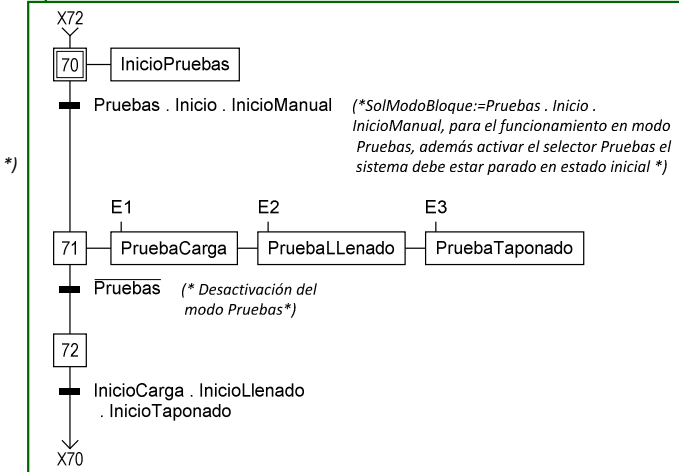 X72
70
InicioPruebas
Pruebas . Inicio . InicioManual
(*SolModoBloque:=Pruebas . Inicio .
InicioManual, para el funcionamiento en modo
Pruebas, además activar el selector Pruebas el
sistema debe estar parado en estado inicial *)
*)
E1
E2
E3
71
PruebaCarga
PruebaLLenado
PruebaTaponado
Pruebas
(* Desactivación del
modo Pruebas*)
72
InicioCarga . InicioLlenado
. InicioTaponado
X70